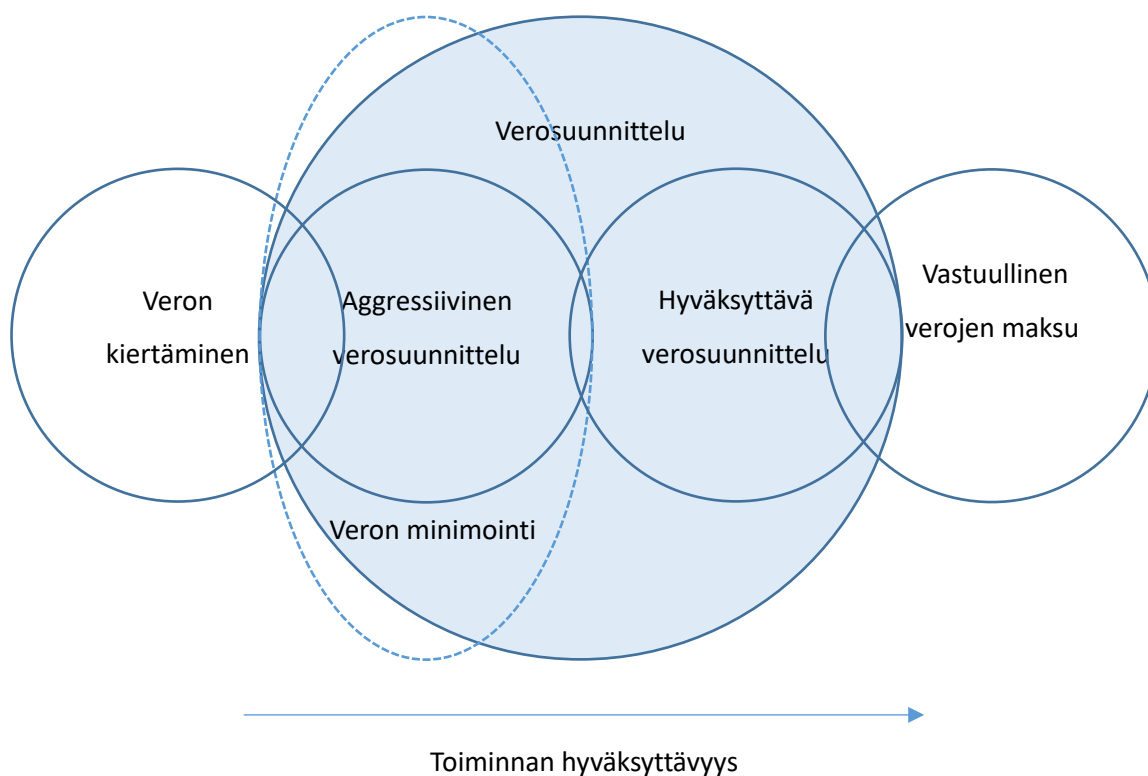 Verosuunnittelu
Veron
kiertäminen
Aggressiivinen
verosuunnittelu
Hyväksyttävä
verosuunnittelu
Vastuullinen
verojen maksu
Veron minimointi
Toiminnan hyväksyttävyys